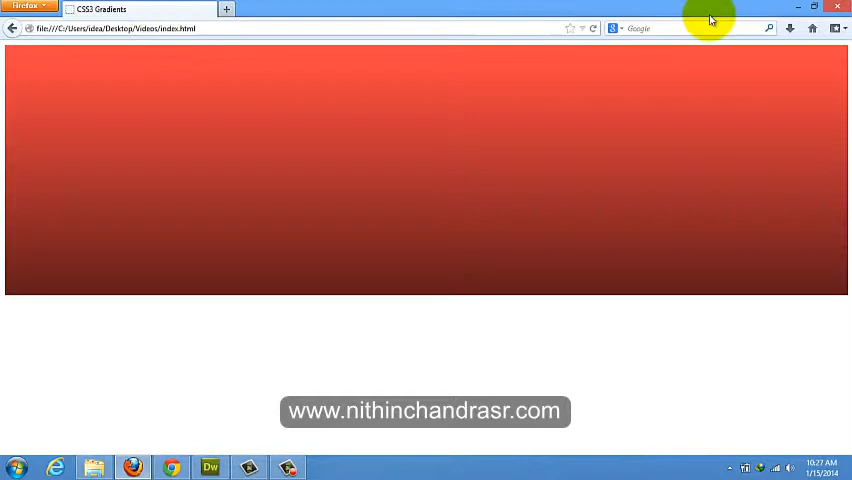 Firefox
CSS3 Gradients
file:///C:/Users/idea/Desktop/Videos/index.html
Google
www.nithinchandrasr.com
Dw
10:27 AM
1/15/2014